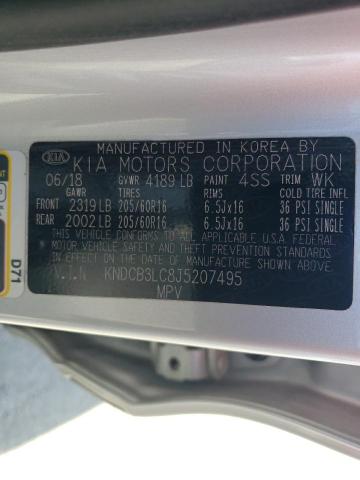 MANUFACTURED IN KOREA BY
KIA KIA MOTORS CORPORATION
06/18 GVWR 4189 LB PAINT 4SS TRIM WK
GAWR TIRES RIMS COLD TIRE INFL
FRONT 2319 LB 205/60R16 6.5Jx16 36 PSI SINGLE
REAR 2002 LB 205/60R16 6.5Jx16 36 PSI SINGLE
THIS VEHICLE CONFORMS TO ALL APPLICABLE U.S.A FEDERAL
MOTOR VEHICLE SAFETY AND THEFT PREVENTION STANDARDS
IN EFFECT ON THE DATE OF MANUFACTURE SHOWN ABOVE.
V.I.N KNDCB3LC8J5207495
MPV
D71